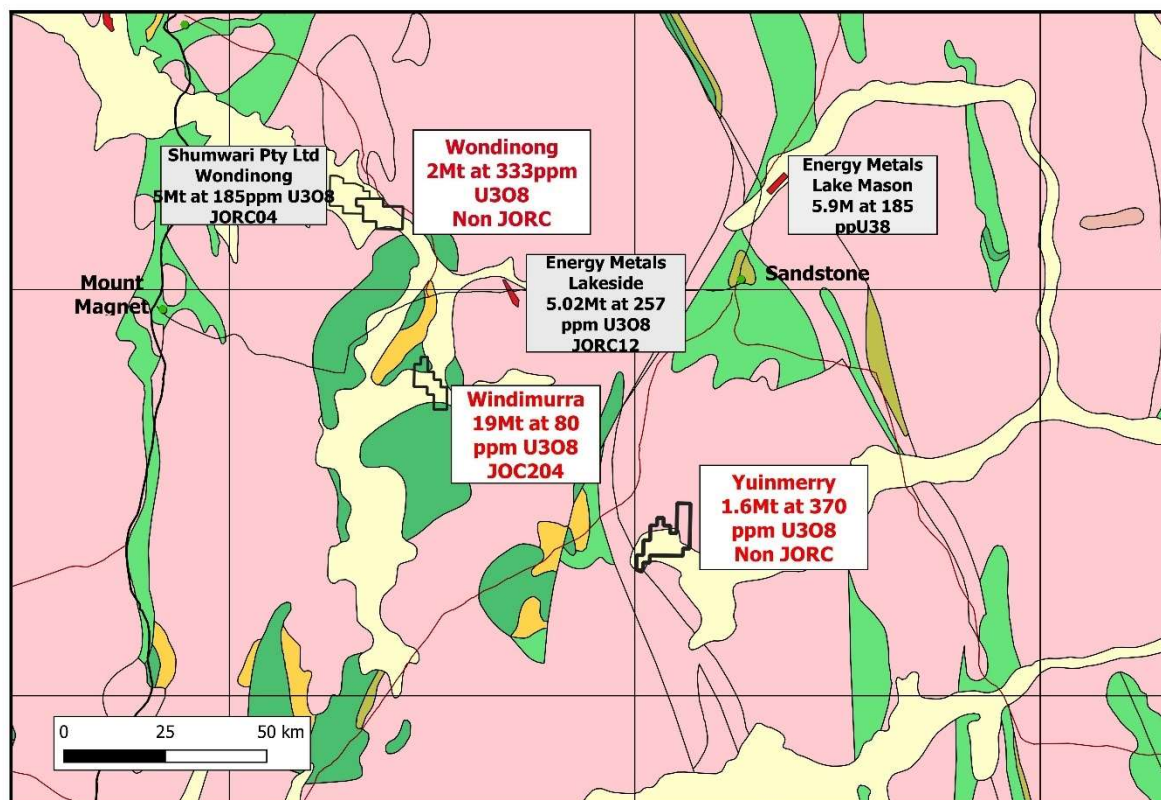 Shumwari Pty Ltd
Wondinong
5Mt at 185ppm U3O8
JORC04
Wondinong
2Mt at 333ppm
U3O8
Non JORC
Energy Metals
Lake Mason
5.9M at 185
ppU38
Mount
Magnet
Energy Metals
Lakeside
5.02Mt at 257
ppm U3O8
JORC12
Sandstone
Windimurra
19Mt at 80
ppm U3O8
JOC204
Yuinmerry
1.6Mt at 370
ppm U3O8
Non JORC
0 25 50 km